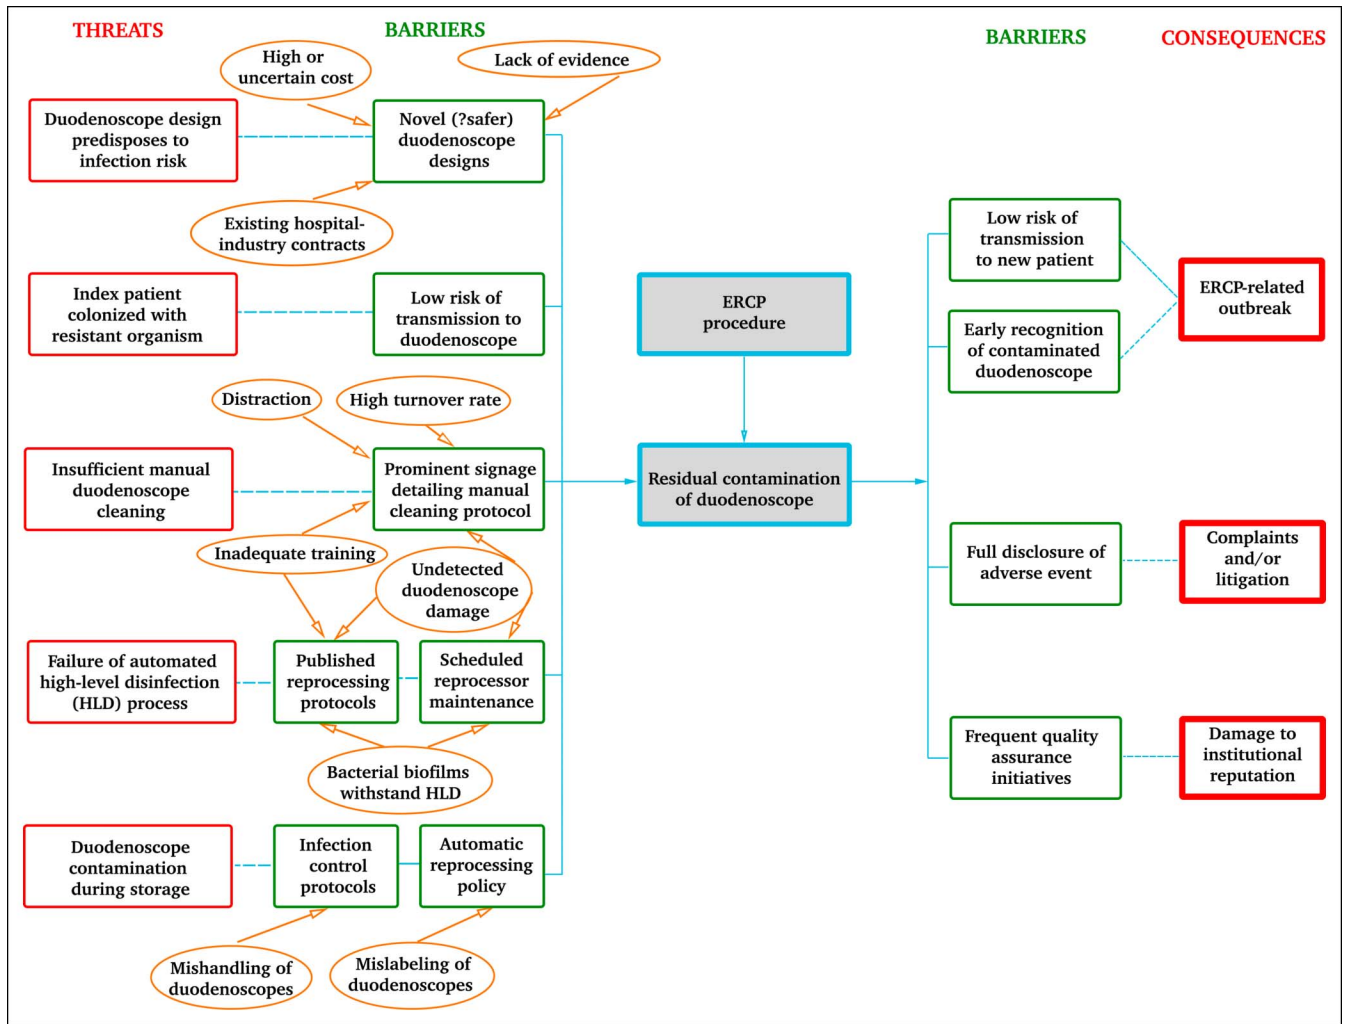 THREATS
BARRIERS
BARRIERS
CONSEQUENCES
High or
uncertain cost
Lack of evidence
Duodenoscope design
predisposes to
infection risk
Novel (?safer)
duodenoscope
designs
Existing hospital-
industry contracts
Index patient
colonized with
resistant organism
Low risk of
transmission to
duodenoscope
Distraction
High turnover rate
Insufficient manual
duodenoscope
cleaning
Prominent signage
detailing manual
cleaning protocol
Inadequate training
Undetected
duodenoscope
damage
Failure of automated
high-level disinfection
(HLD) process
Published
reprocessing
protocols
Scheduled
reprocessor
maintenance
Bacterial biofilms
withstand HLD
Duodenoscope
contamination
during storage
Infection
control
protocols
Automatic
reprocessing
policy
Mishandling of
duodenoscopes
Mislabeling of
duodenoscopes
ERCP
procedure
Residual contamination
of duodenoscope
Low risk of
transmission
to new patient
Early recognition
of contaminated
duodenoscope
ERCP-related
outbreak
Full disclosure of
adverse event
Complaints
and/or
litigation
Frequent quality
assurance
initiatives
Damage to
institutional
reputation